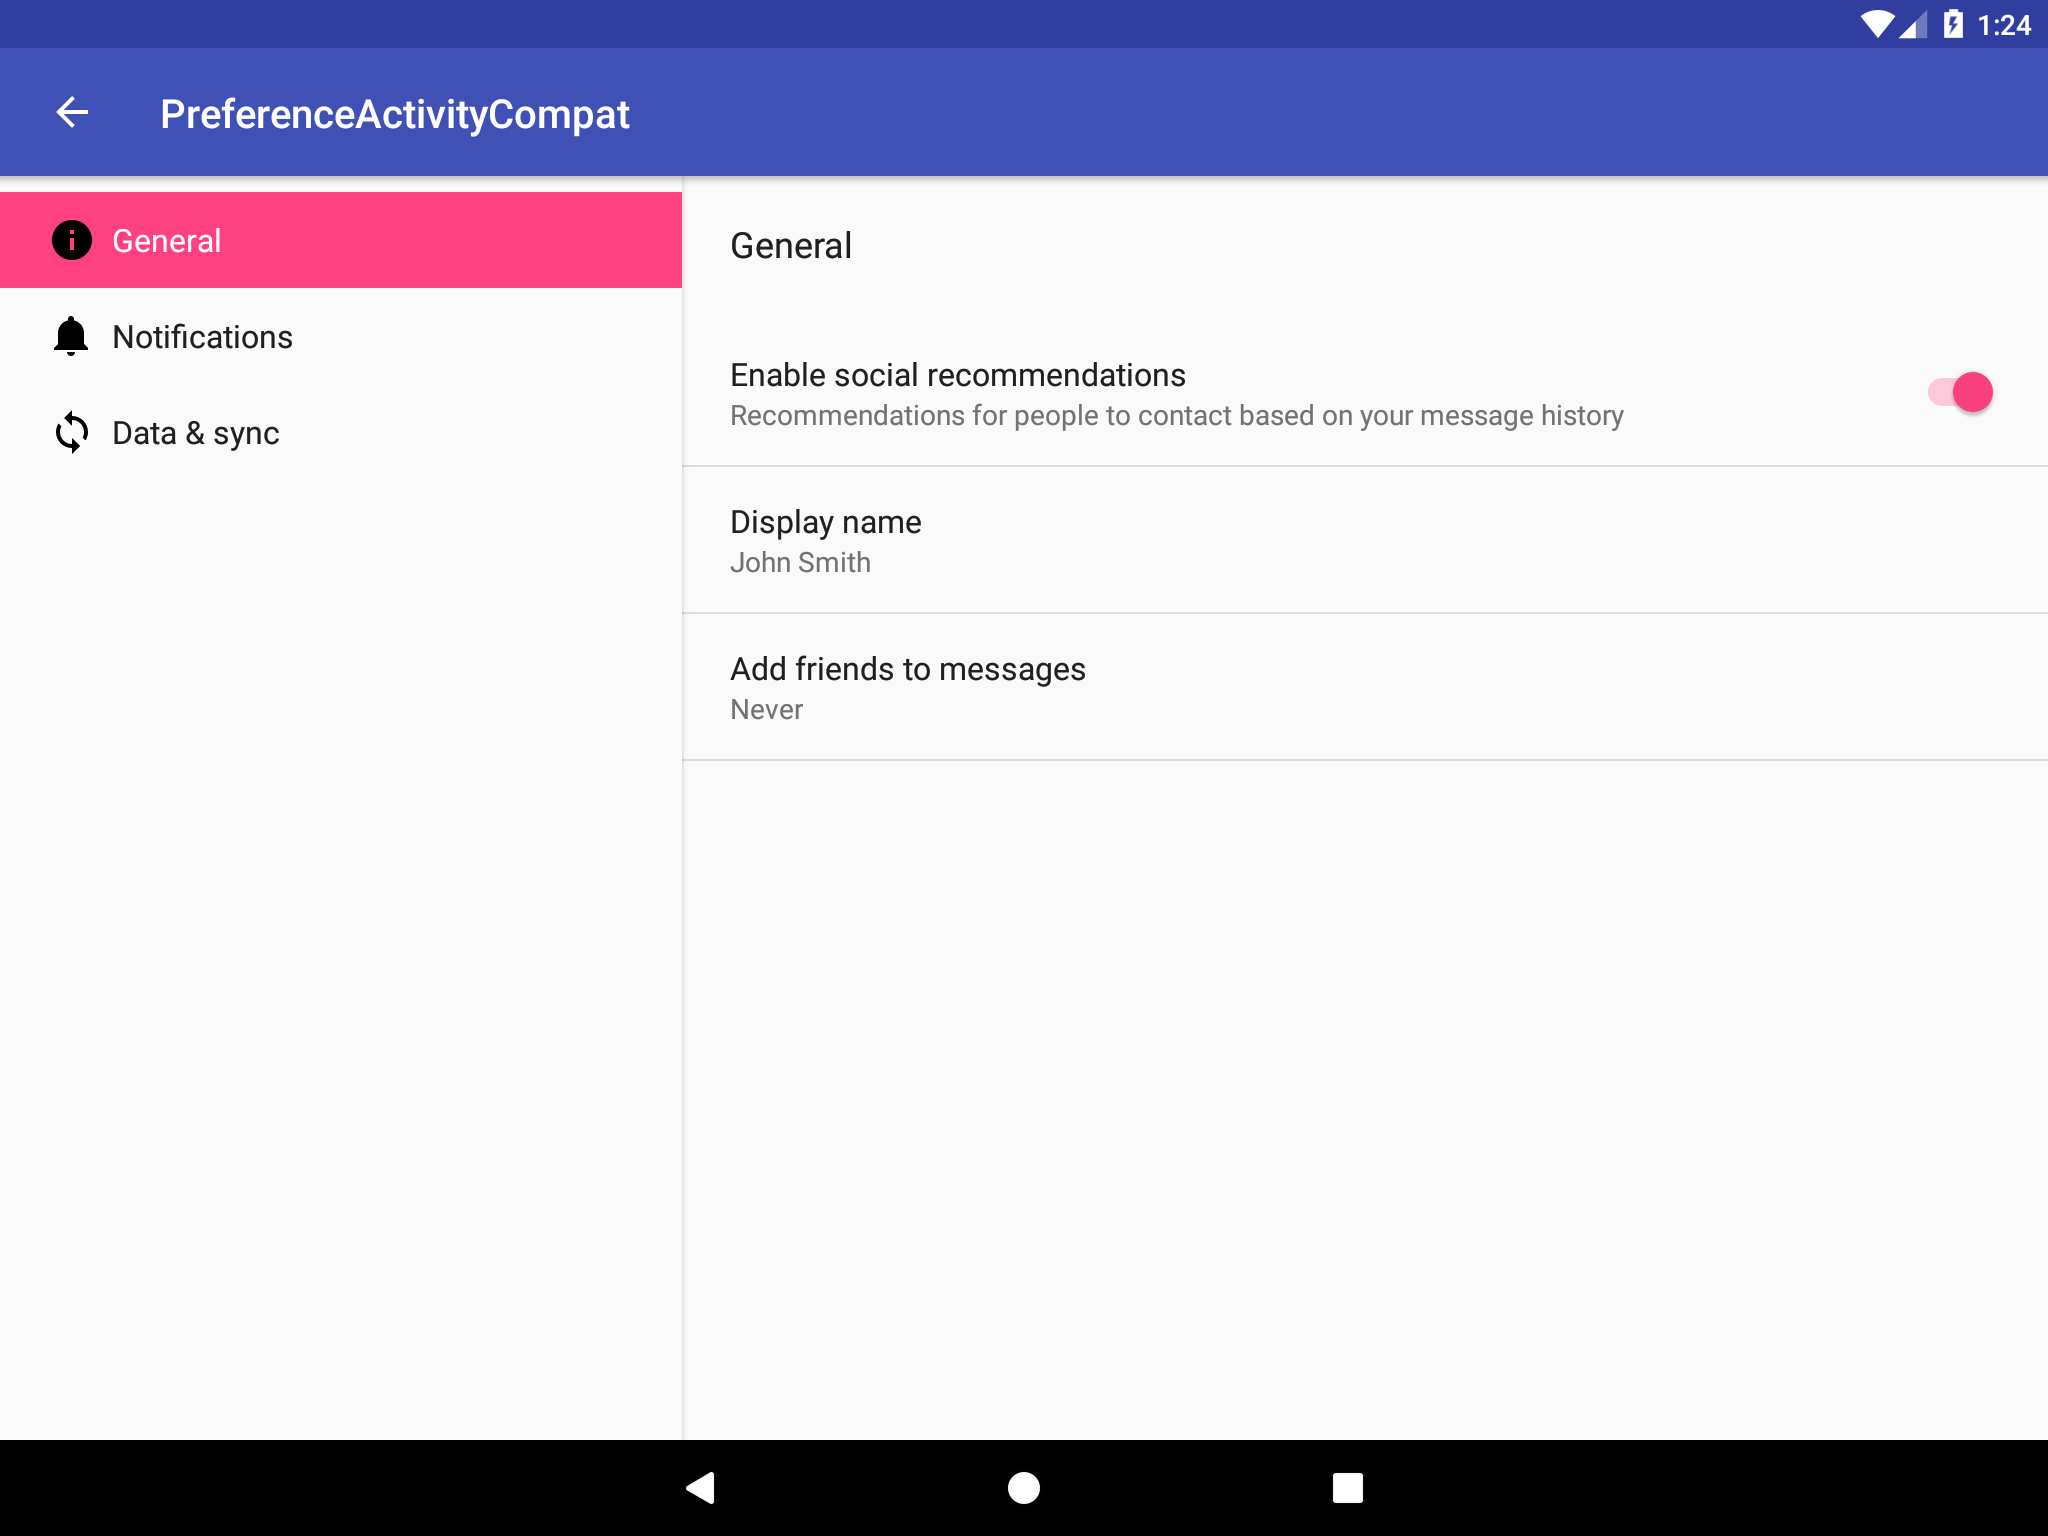 1:24
PreferenceActivityCompat
General
Notifications
Data & sync
General
Enable social recommendations
Recommendations for people to contact based on your message history
Display name
John Smith
Add friends to messages
Never